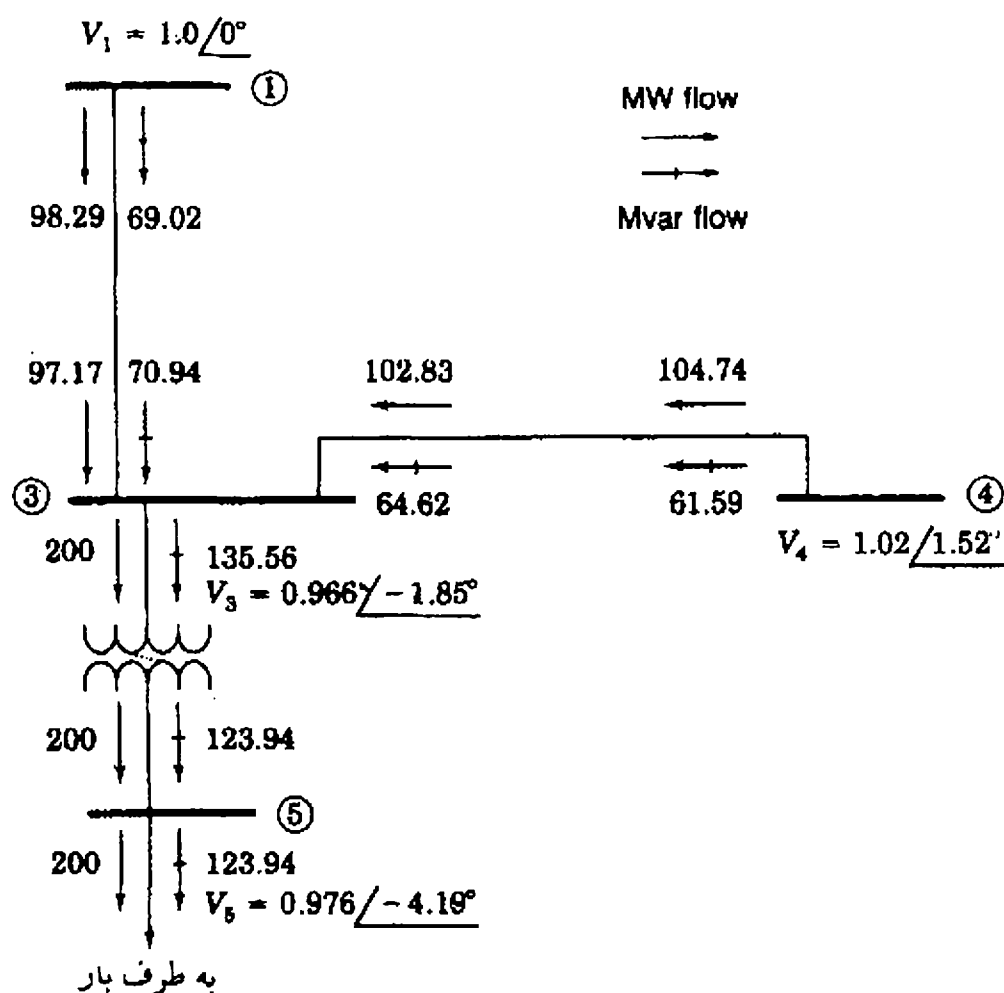 V₁ = 1.0∠0°
①
MW flow
Mvar flow
98.29 69.02
97.17 70.94
102.83 104.74
③
64.62 61.59
④
V₄ = 1.02∠1.52°
200 135.56
V₃ = 0.966∠-1.85°
200 123.94
⑤
200 123.94
V₅ = 0.976∠-4.19°
به طرف بار